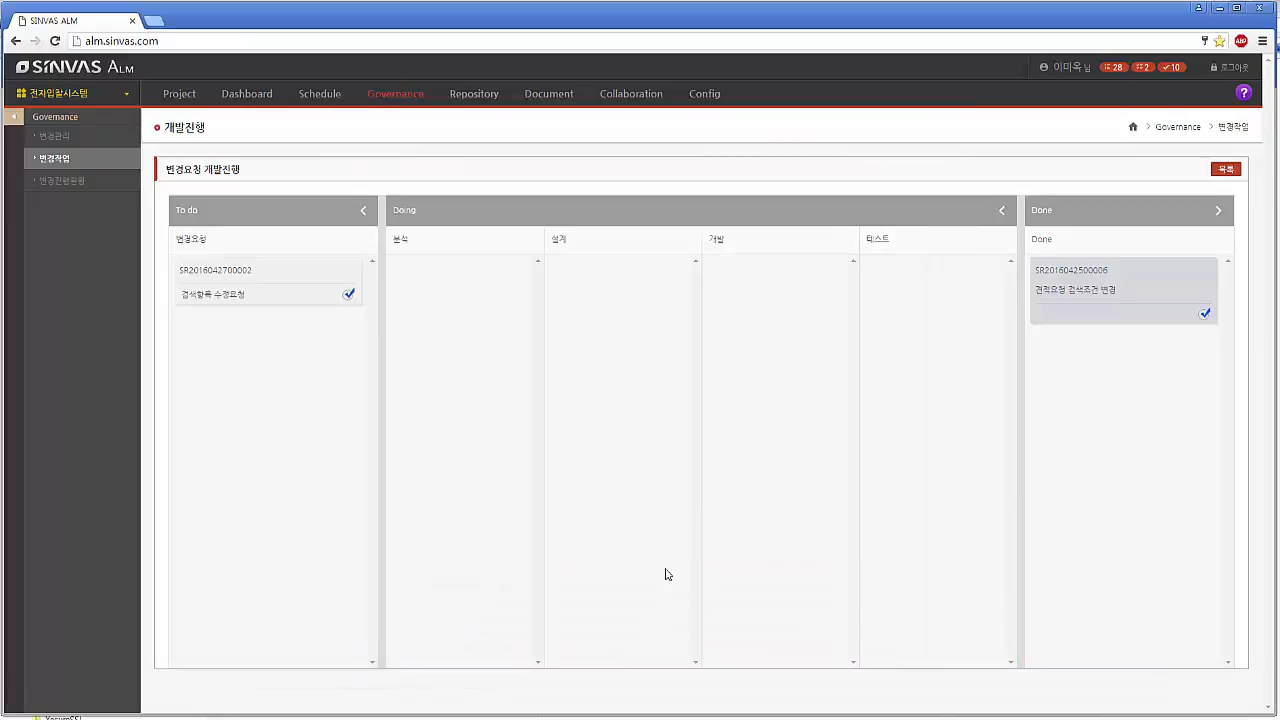 SINVAS ALM
alm.sinvas.com
SINVAS ALM
이미옥 님
28
2
10
로그아웃
전자입찰시스템
Project
Dashboard
Schedule
Governance
Repository
Document
Collaboration
Config
?
Governance
변경관리
변경작업
변경진행현황
개발진행
Governance
변경작업
변경요청 개발진행
목록
To do
Doing
Done
변경요청
분석
설계
개발
테스트
Done
SR2016042700002
검색항목 수정요청
SR2016042500006
견적요청 검색조건 변경